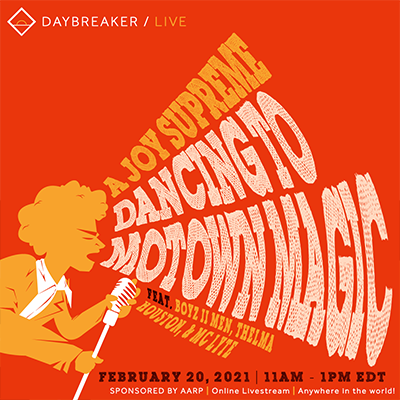 DAYBREAKER / LIVE
A JOY SUPREME
DANCING TO
MOTOWN MAGIC
FEAT. BOYZ II MEN, THELMA
HOUSTON & MC LYTE
FEBRUARY 20, 2021 | 11AM - 1PM EDT
SPONSORED BY AARP | Online Livestream | Anywhere in the world!